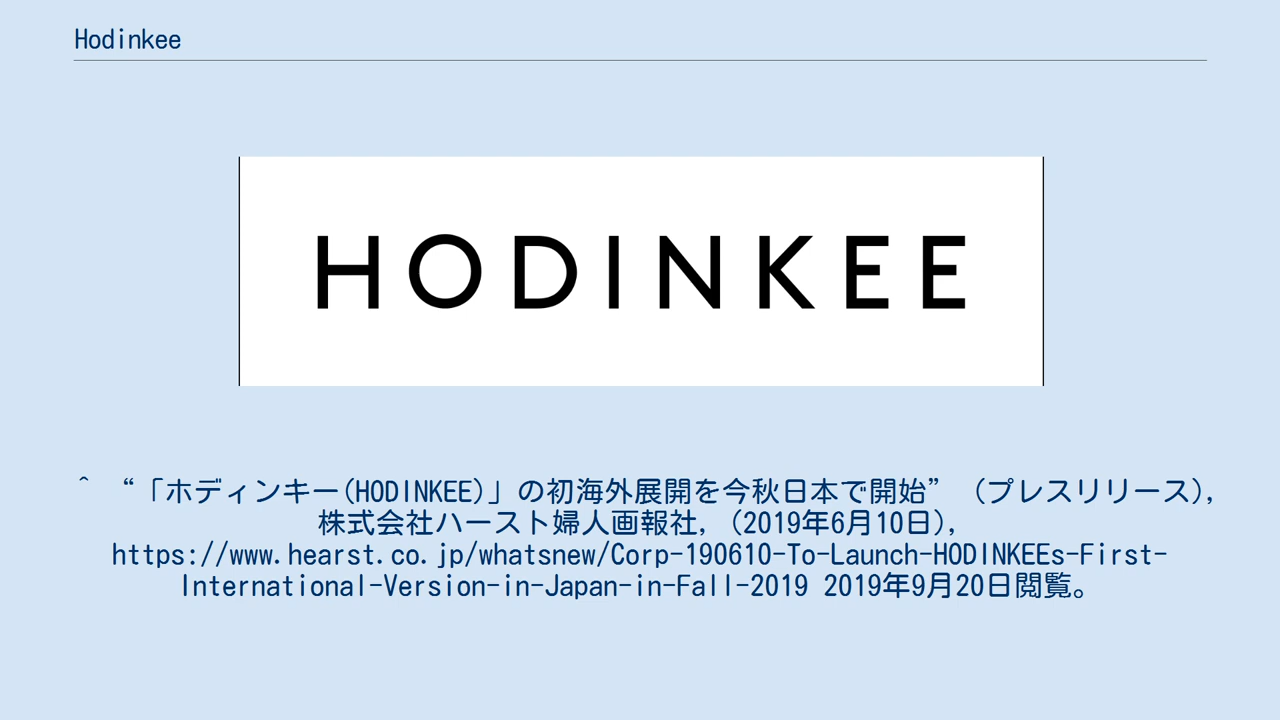 Hodinkee
HODINKEE
^ “「ホディンキー(HODINKEE)」の初海外展開を今秋日本で開始” (プレスリリース),
株式会社ハースト婦人画報社, (2019年6月10日),
https://www.hearst.co.jp/whatsnew/Corp-190610-To-Launch-HODINKEEs-First-
International-Version-in-Japan-in-Fall-2019 2019年9月20日閲覧。